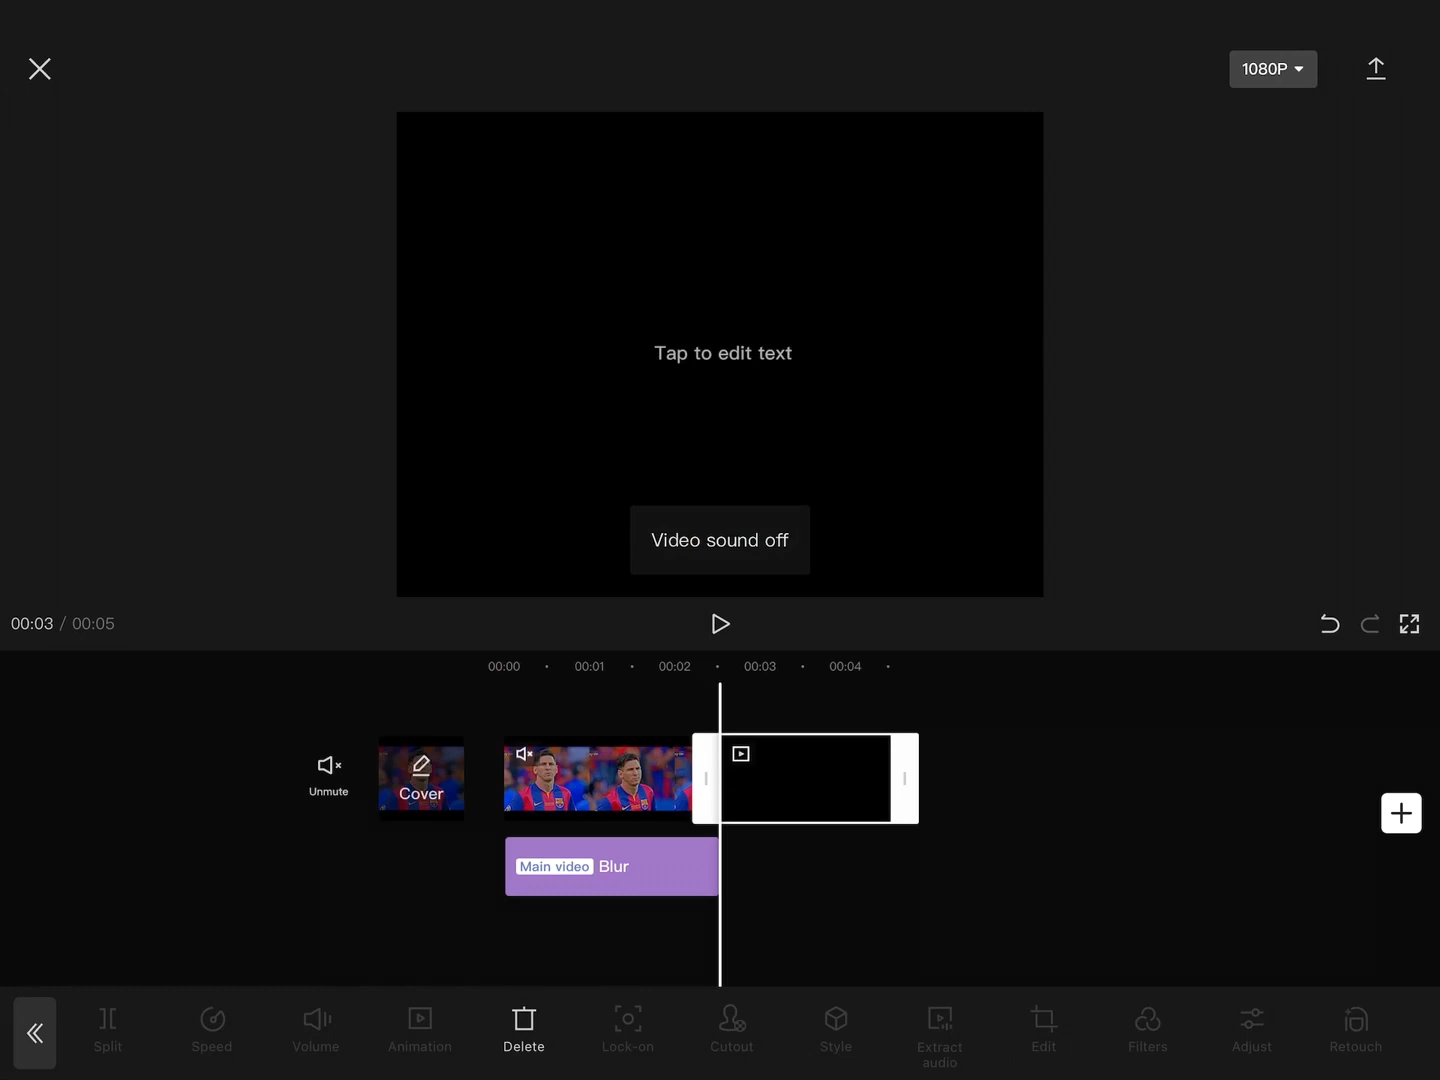 1080P
Tap to edit text
Video sound off
00:03 / 00:05
00:00 00:01 00:02 00:03 00:04
Unmute
Cover
Main video Blur
Split Speed Volume Animation Delete Lock-on Cutout Style Extract audio Edit Filters Adjust Retouch